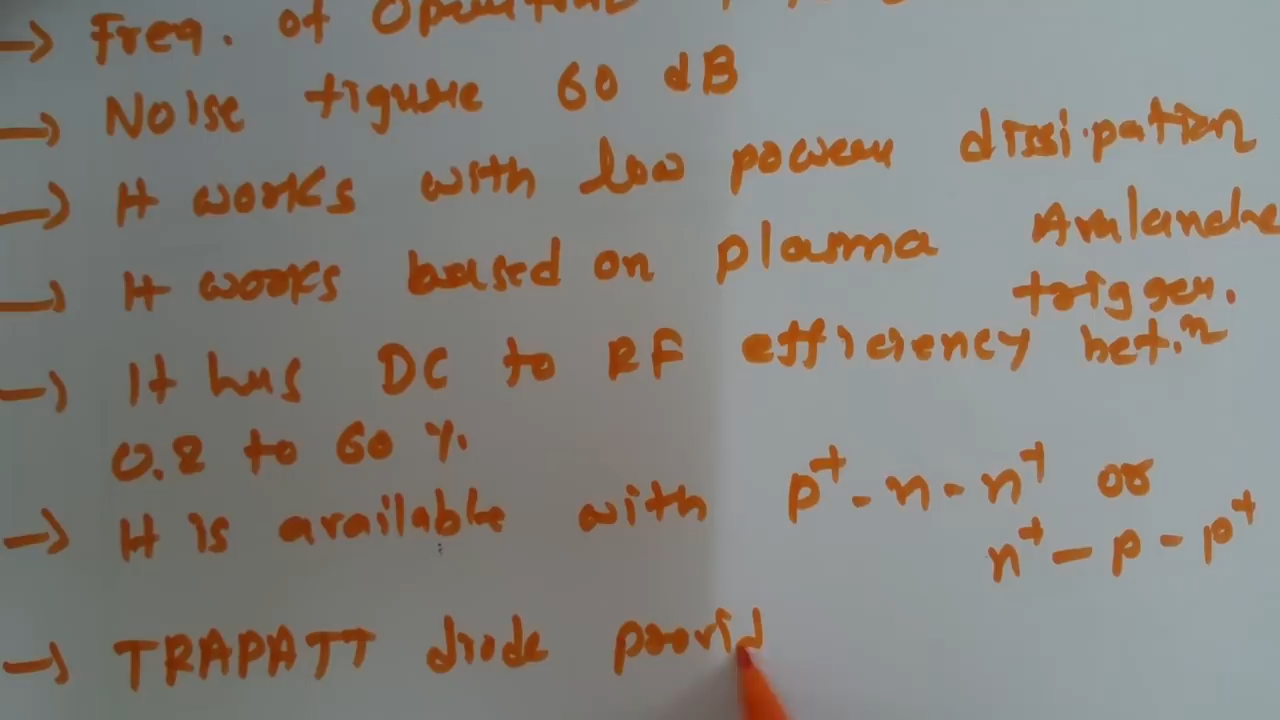 → Freq. of
→ Noise figure 60 dB
→ It works with low power dissipation
→ It works based on plasma Avalanche
trigger.
→ It has DC to RF efficiency bet.n
0.2 to 60 %.
→ It is available with p+ - n - n+ or
n+ - p - p+
→ TRAPATT diode provid